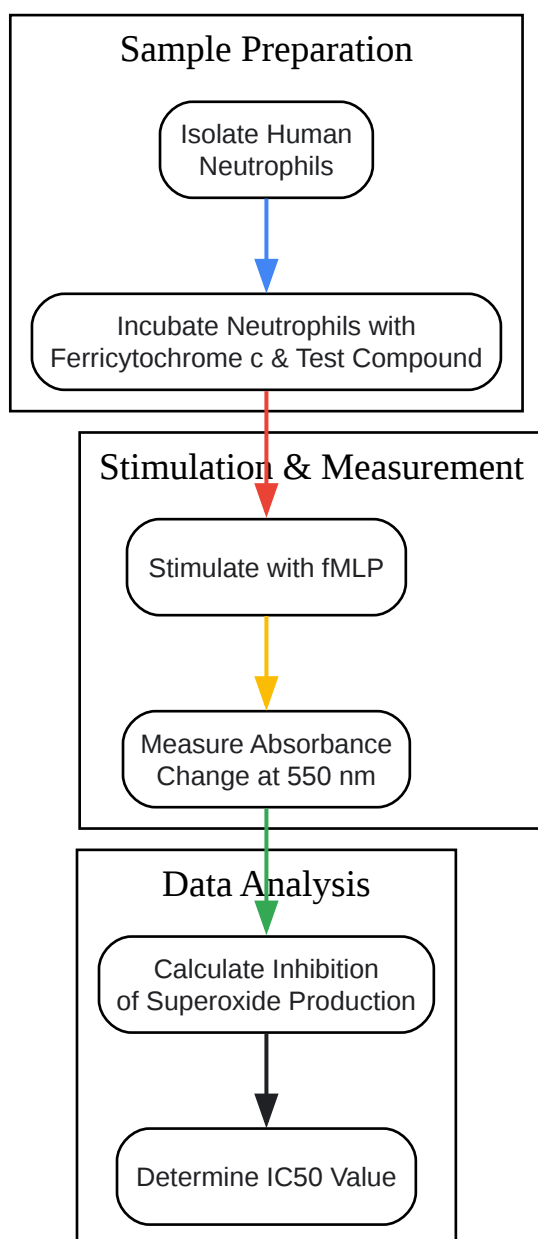 Sample Preparation
Isolate Human
Neutrophils
Incubate Neutrophils with
Ferricytochrome c & Test Compound
Stimulation & Measurement
Stimulate with fMLP
Measure Absorbance
Change at 550 nm
Data Analysis
Calculate Inhibition
of Superoxide Production
Determine IC50 Value